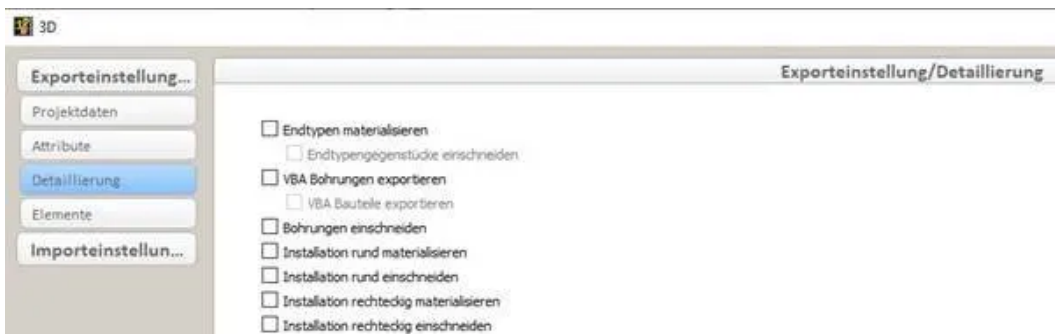 3D
Exporteinstellung...
Exporteinstellung/Detaillierung
Projektdaten
Attribute
Detaillierung
Elemente
Importeinstellun...
Endtypen materialisieren
Endtypengegenstücke einschneiden
VBA Bohrungen exportieren
VBA Bauteile exportieren
Bohrungen einschneiden
Installation rund materialisieren
Installation rund einschneiden
Installation rechteckig materialisieren
Installation rechteckig einschneiden